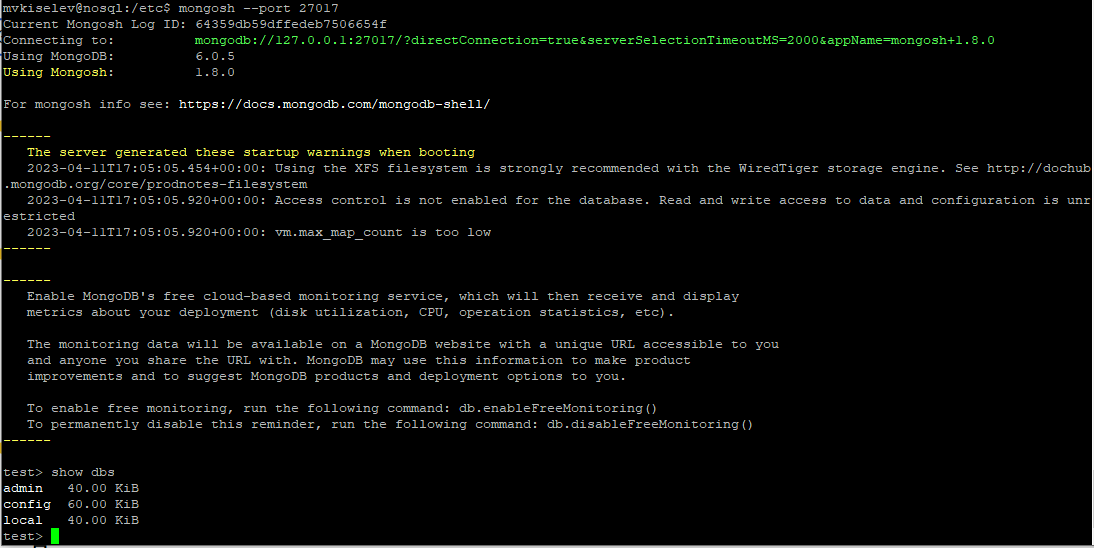 mvkiselev@nosql:/etc$ mongosh --port 27017
Current Mongosh Log ID: 64359db59dffedeb7506654f
Connecting to:          mongodb://127.0.0.1:27017/?directConnection=true&serverSelectionTimeoutMS=2000&appName=mongosh+1.8.0
Using MongoDB:          6.0.5
Using Mongosh:          1.8.0
For mongosh info see: https://docs.mongodb.com/mongodb-shell/
------
   The server generated these startup warnings when booting
   2023-04-11T17:05:05.454+00:00: Using the XFS filesystem is strongly recommended with the WiredTiger storage engine. See http://dochub
.mongodb.org/core/prodnotes-filesystem
   2023-04-11T17:05:05.920+00:00: Access control is not enabled for the database. Read and write access to data and configuration is unr
estricted
   2023-04-11T17:05:05.920+00:00: vm.max_map_count is too low
------
------
   Enable MongoDB's free cloud-based monitoring service, which will then receive and display
   metrics about your deployment (disk utilization, CPU, operation statistics, etc).
   The monitoring data will be available on a MongoDB website with a unique URL accessible to you
   and anyone you share the URL with. MongoDB may use this information to make product
   improvements and to suggest MongoDB products and deployment options to you.
   To enable free monitoring, run the following command: db.enableFreeMonitoring()
   To permanently disable this reminder, run the following command: db.disableFreeMonitoring()
------
test> show dbs
admin   40.00 KiB
config  60.00 KiB
local   40.00 KiB
test>